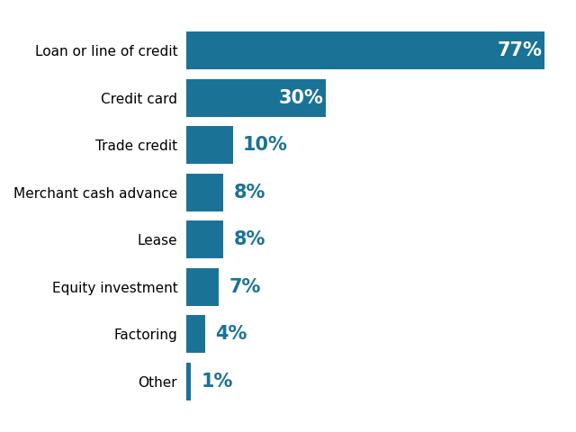 Loan or line of credit 77%
Credit card 30%
Trade credit 10%
Merchant cash advance 8%
Lease 8%
Equity investment 7%
Factoring 4%
Other 1%